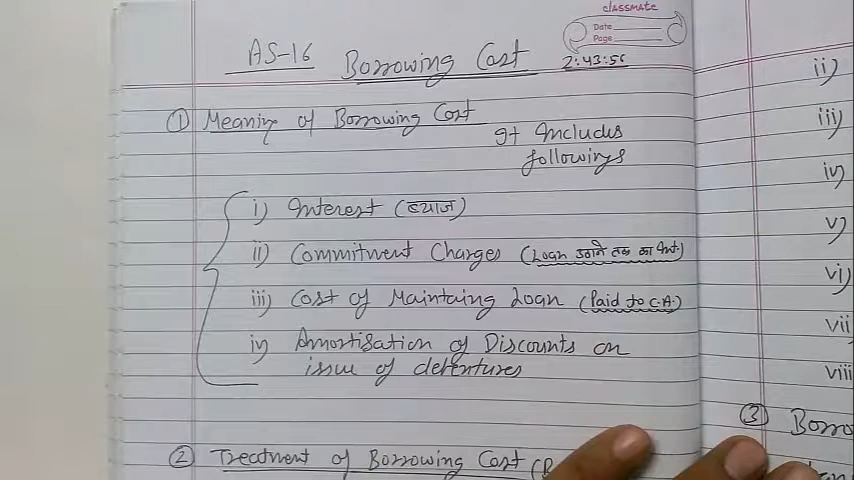 classmate
Date
Page
2:43:56
AS-16 Borrowing Cost
① Meaning of Borrowing Cost
It Includes
followings
i) Interest (ब्याज)
ii) Commitment Charges (Loan उठाने तक का Int.)
iii) Cost of Maintaing Loan (Paid to C.A.)
iv) Amortisation of Discounts on
issue of debentures
② Treatment of Borrowing Cost
ii)
iii)
iv)
v)
vi)
vii
viii
③